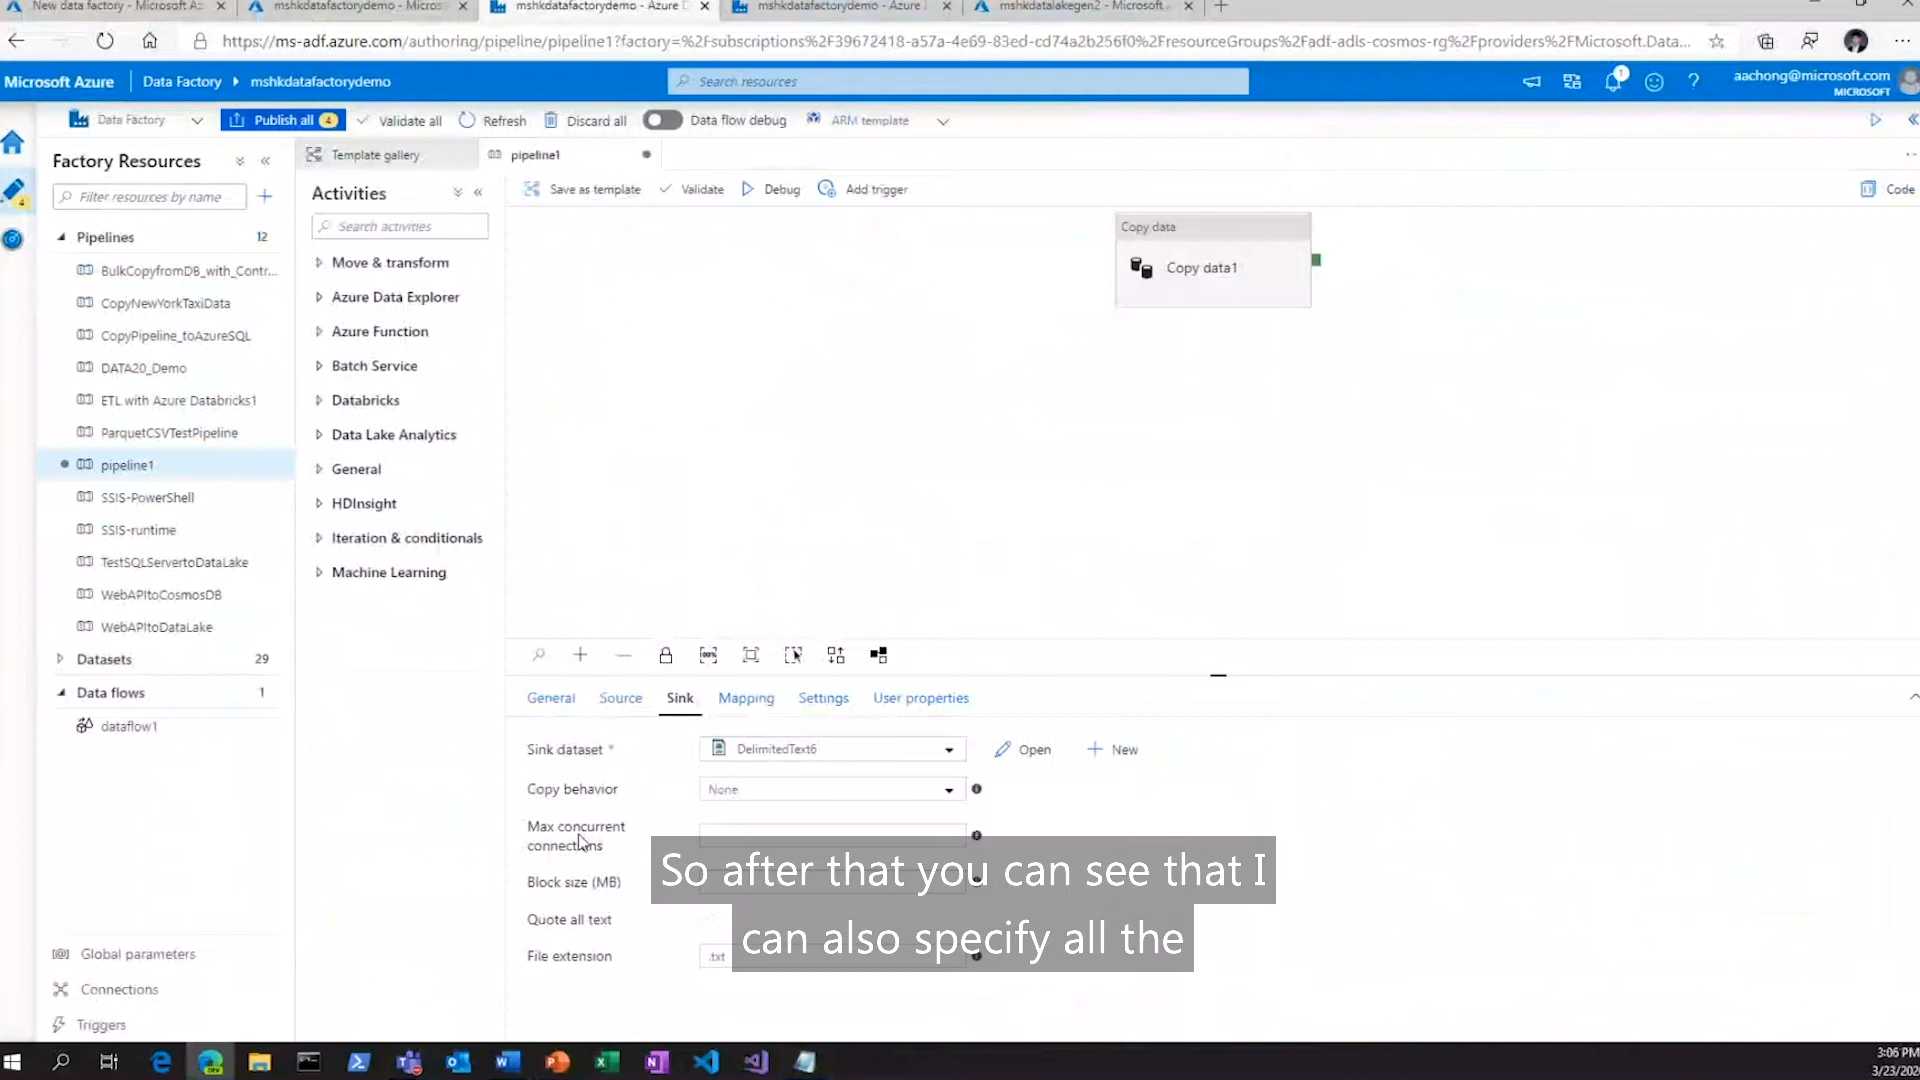 New data factory - Microsoft A
mshkdatafactorydemo - Micros
mshkdatafactorydemo - Azure
mshkdatafactorydemo - Azure
mshkdatalakegen2 - Microsoft
https://ms-adf.azure.com/authoring/pipeline/pipeline1?factory=%2Fsubscriptions%2F39672418-a57a-4e69-83ed-cd74a2b256f0%2FresourceGroups%2Fadf-adls-cosmos-rg%2Fproviders%2FMicrosoft.Data...
Microsoft Azure
Data Factory
mshkdatafactorydemo
Search resources
1
?
aachong@microsoft.com
MICROSOFT
Data Factory
Publish all 4
Validate all
Refresh
Discard all
Data flow debug
ARM template
Factory Resources
Filter resources by name
4
Pipelines 12
BulkCopyfromDB_with_Contr...
CopyNewYorkTaxiData
CopyPipeline_toAzureSQL
DATA20_Demo
ETL with Azure Databricks1
ParquetCSVTestPipeline
pipeline1
SSIS-PowerShell
SSIS-runtime
TestSQLServertoDataLake
WebAPItoCosmosDB
WebAPItoDataLake
Datasets 29
Data flows 1
dataflow1
Global parameters
Connections
Triggers
Template gallery
pipeline1
Activities
Search activities
Move & transform
Azure Data Explorer
Azure Function
Batch Service
Databricks
Data Lake Analytics
General
HDInsight
Iteration & conditionals
Machine Learning
Save as template
Validate
Debug
Add trigger
Code
Copy data
Copy data1
100%
General
Source
Sink
Mapping
Settings
User properties
Sink dataset *
DelimitedText6
Open
New
Copy behavior
None
Max concurrent
connections
Block size (MB)
Quote all text
File extension
.txt
So after that you can see that I
can also specify all the
3:06 PM
3/23/202